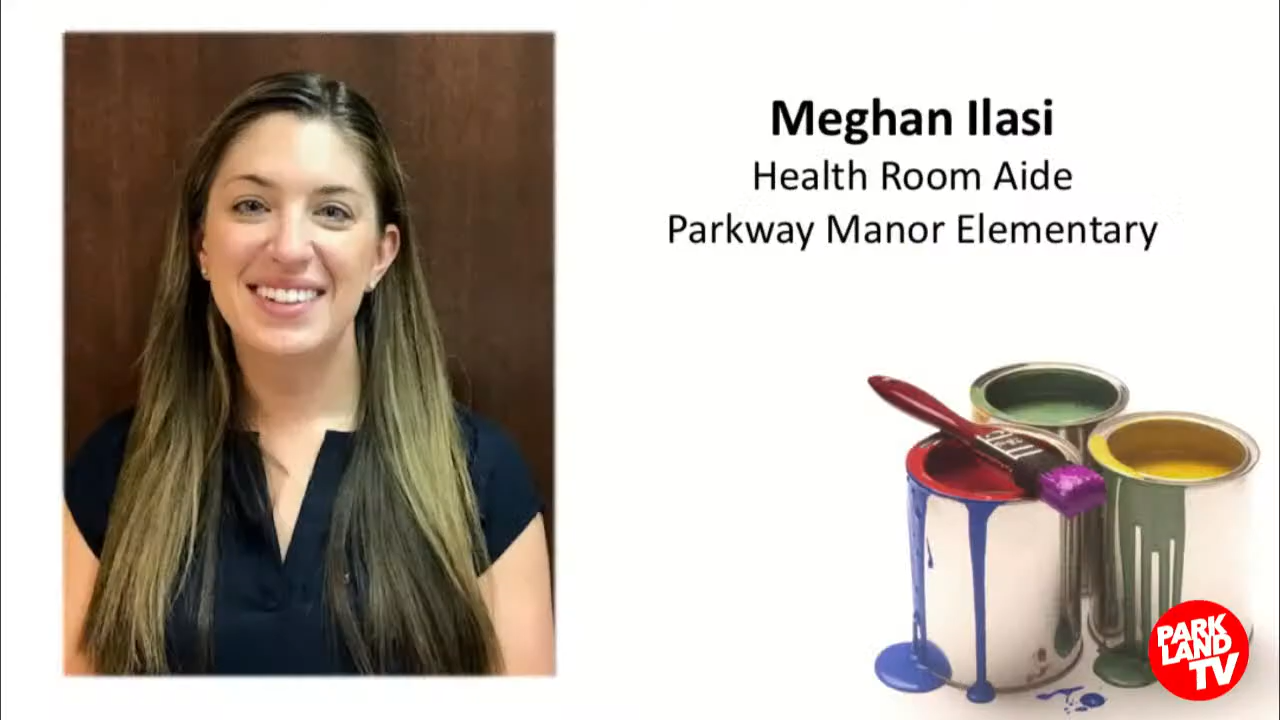 Meghan Ilasi
Health Room Aide
Parkway Manor Elementary
PARK
LAND
TV